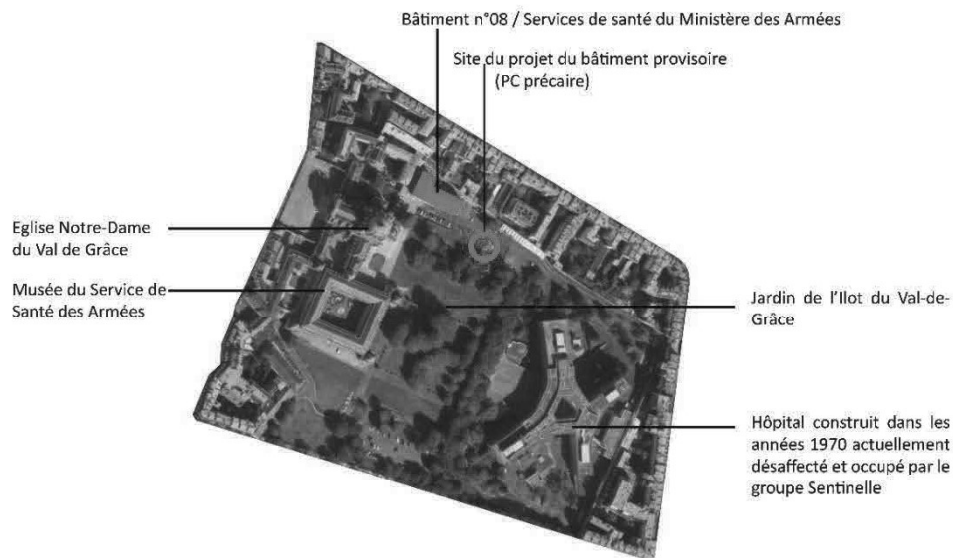 Bâtiment n°08 / Services de santé du Ministère des Armées
Site du projet du bâtiment provisoire
(PC précaire)
Eglise Notre-Dame
du Val de Grâce
Musée du Service de
Santé des Armées
Jardin de l'Ilot du Val-de-
Grâce
Hôpital construit dans les
années 1970 actuellement
désaffecté et occupé par le
groupe Sentinelle